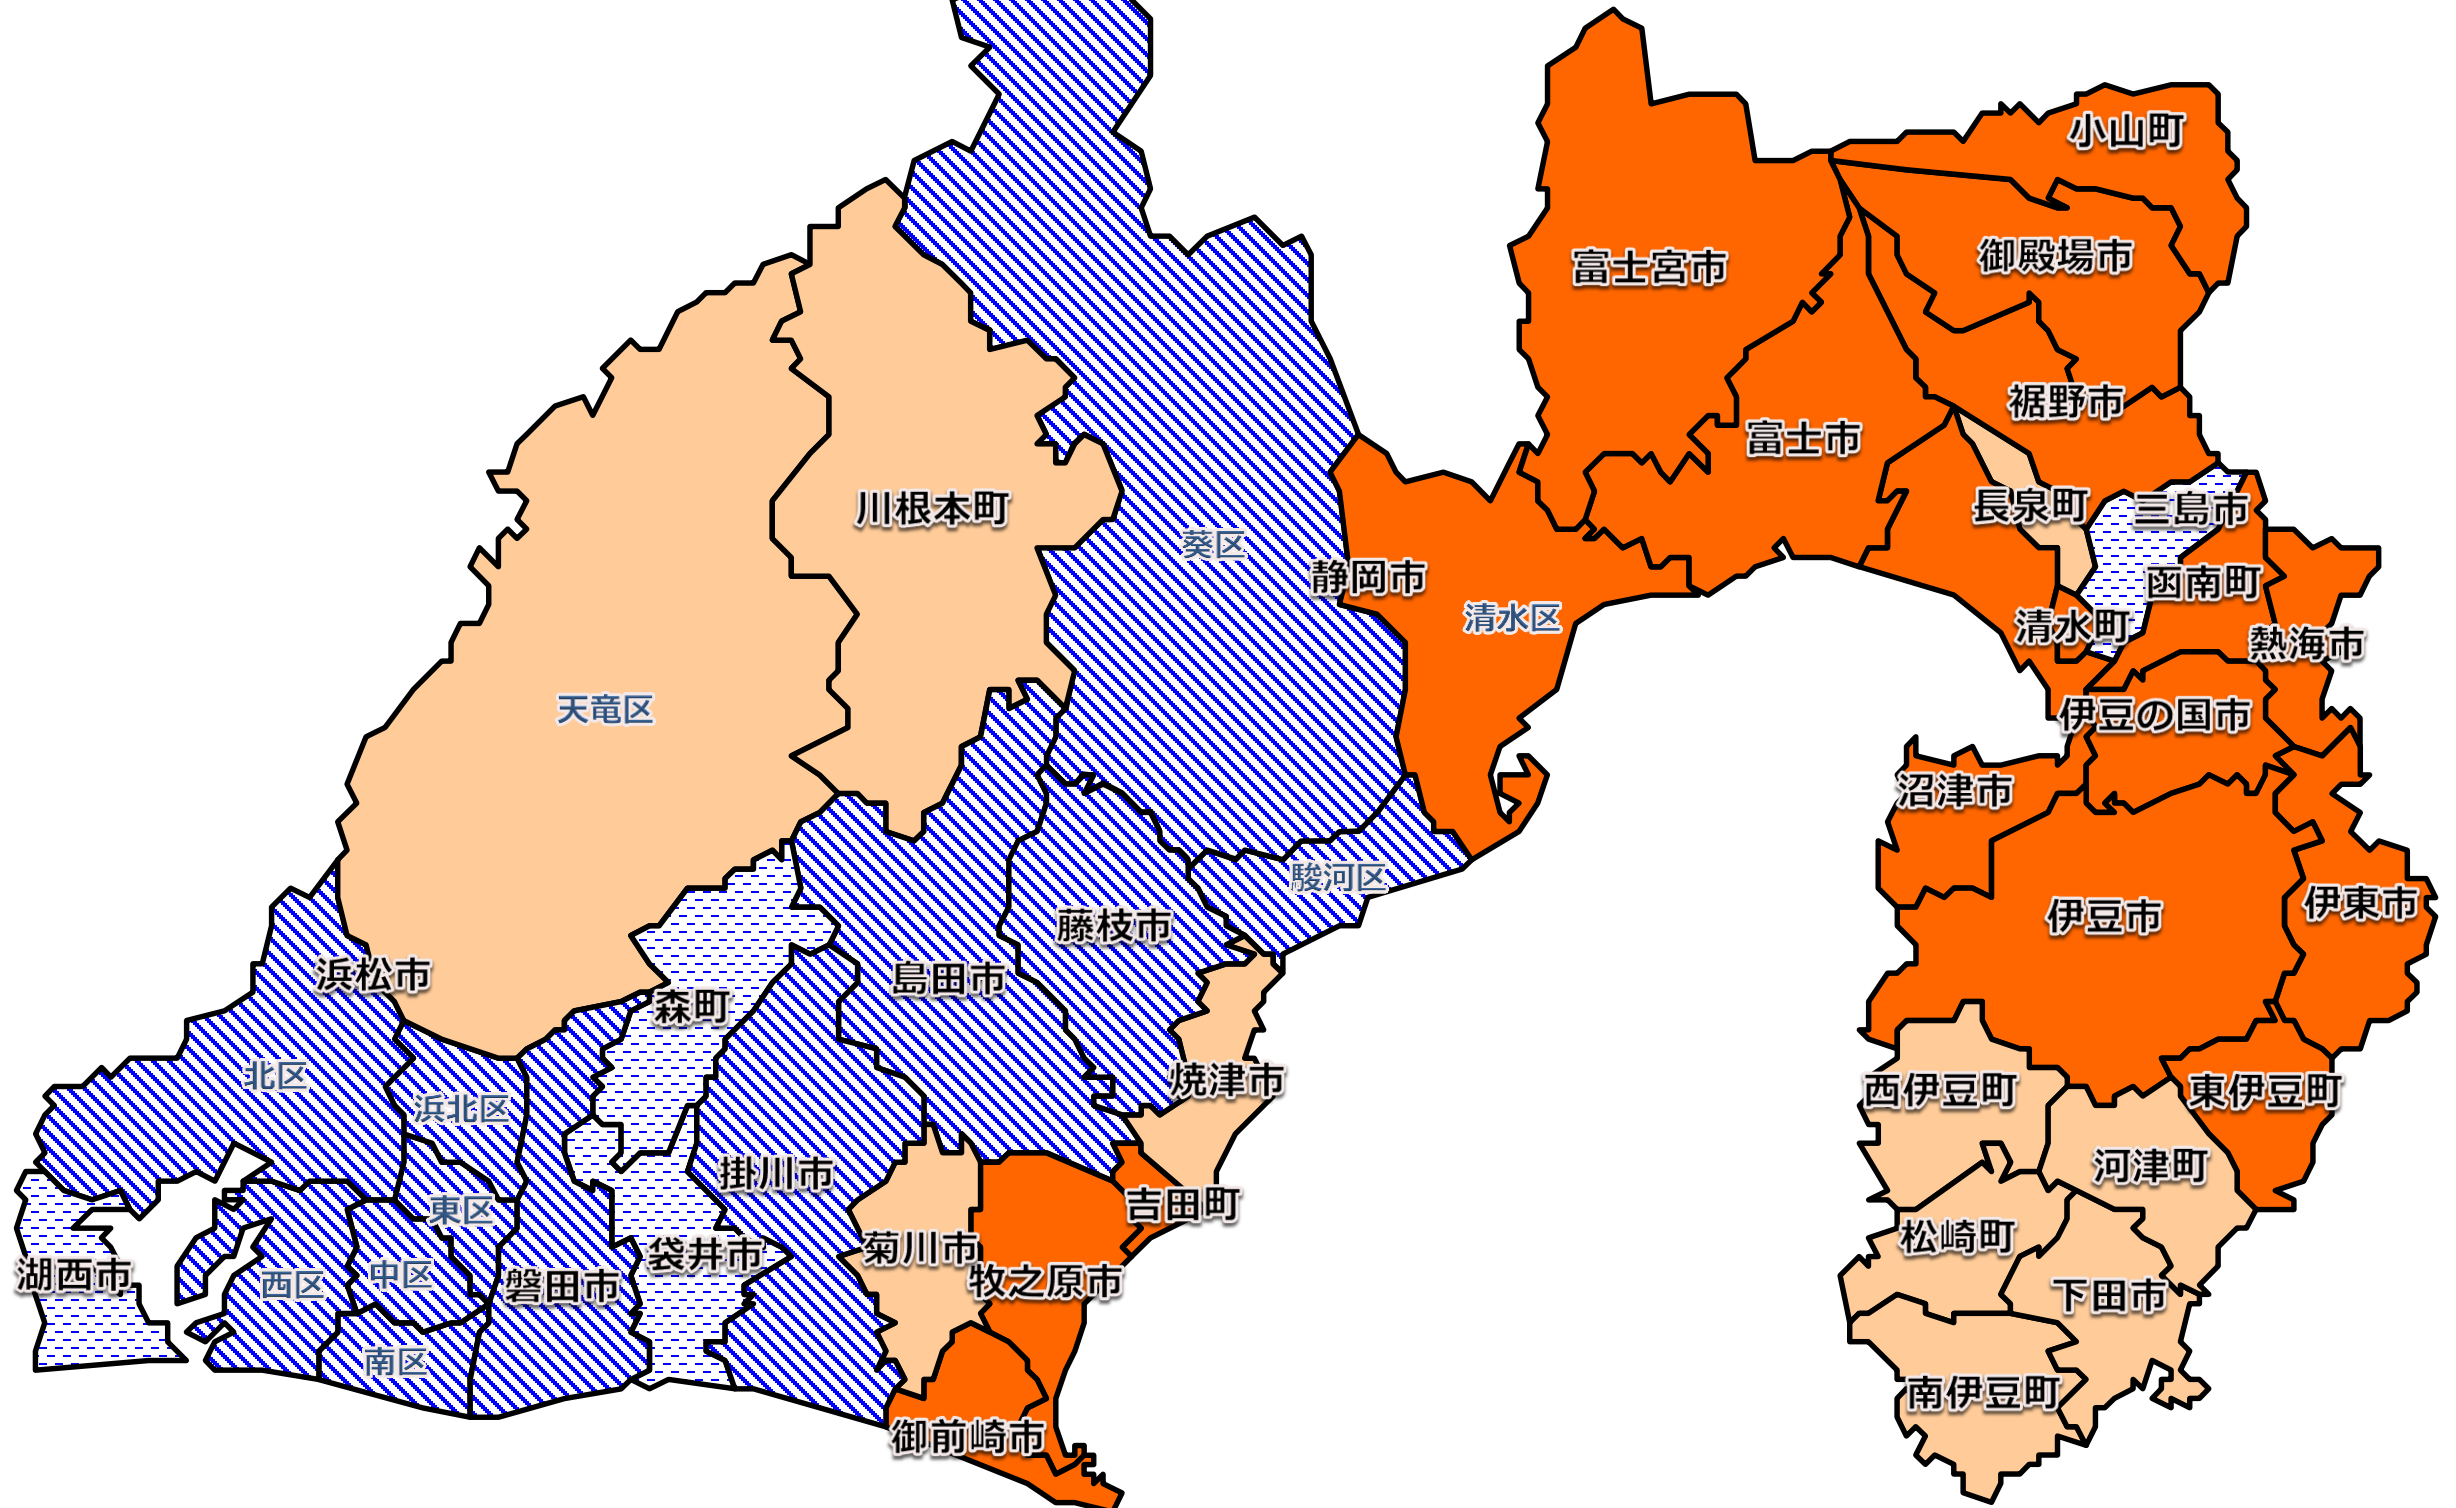 小山町
御殿場市
富士宮市
裾野市
富士市
長泉町
三島市
川根本町
葵区
静岡市
函南町
清水区
清水町
熱海市
天竜区
伊豆の国市
沼津市
駿河区
伊東市
伊豆市
藤枝市
浜松市
島田市
森町
北区
焼津市
西伊豆町
東伊豆町
浜北区
河津町
掛川市
吉田町
東区
松崎町
菊川市
袋井市
湖西市
中区
西区
磐田市
牧之原市
下田市
南区
南伊豆町
御前崎市